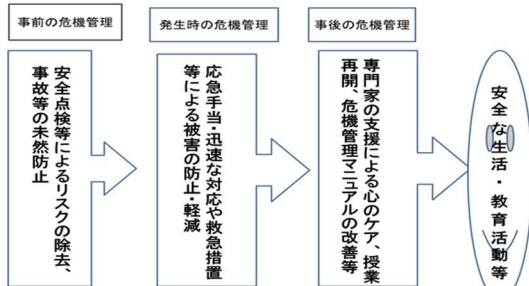 事前の危機管理
発生時の危機管理
事後の危機管理
安全点検等によるリスクの除去、
事故等の未然防止
応急手当・迅速な対応や救急措置
等による被害の防止・軽減
専門家の支援による心のケア、授業
再開、危機管理マニュアルの改善等
安全な生活・教育活動等